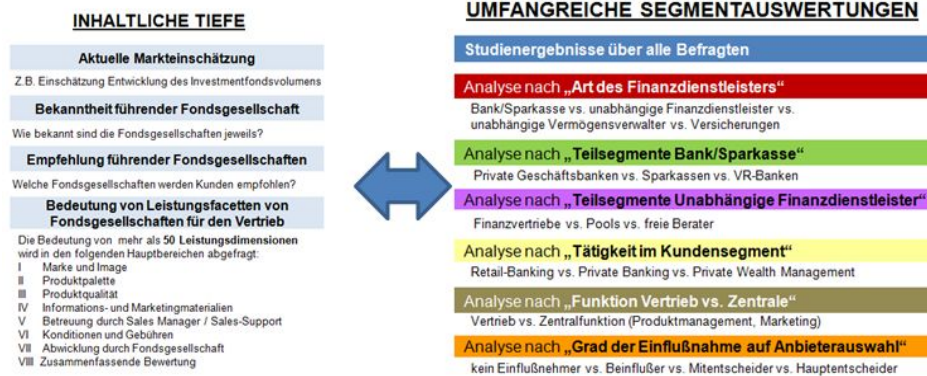 INHALTLICHE TIEFE
Aktuelle Markteinschätzung
Z.B. Einschätzung Entwicklung des Investmentfondsvolumens
Bekanntheit führender Fondsgesellschaft
Wie bekannt sind die Fondsgesellschaften jeweils?
Empfehlung führender Fondsgesellschaften
Welche Fondsgesellschaften werden Kunden empfohlen?
Bedeutung von Leistungsfacetten von
Fondsgesellschaften für den Vertrieb
Die Bedeutung von mehr als 50 Leistungsdimensionen
wird in den folgenden Hauptbereichen abgefragt:
I Marke und Image
II Produktpalette
III Produktqualität
IV Informations- und Marketingmaterialien
V Betreuung durch Sales Manager / Sales-Support
VI Konditionen und Gebühren
VII Abwicklung durch Fondsgesellschaft
VIII Zusammenfassende Bewertung
UMFANGREICHE SEGMENTAUSWERTUNGEN
Studienergebnisse über alle Befragten
Analyse nach „Art des Finanzdienstleisters“
Bank/Sparkasse vs. unabhängige Finanzdienstleister vs.
unabhängige Vermögensverwalter vs. Versicherungen
Analyse nach „Teilsegmente Bank/Sparkasse“
Private Geschäftsbanken vs. Sparkassen vs. VR-Banken
Analyse nach „Teilsegmente Unabhängige Finanzdienstleister“
Finanzvertriebe vs. Pools vs. freie Berater
Analyse nach „Tätigkeit im Kundensegment“
Retail-Banking vs. Private Banking vs. Private Wealth Management
Analyse nach „Funktion Vertrieb vs. Zentrale“
Vertrieb vs. Zentralfunktion (Produktmanagement, Marketing)
Analyse nach „Grad der Einflußnahme auf Anbieterauswahl“
kein Einflußnehmer vs. Beinflußer vs. Mitentscheider vs. Hauptentscheider